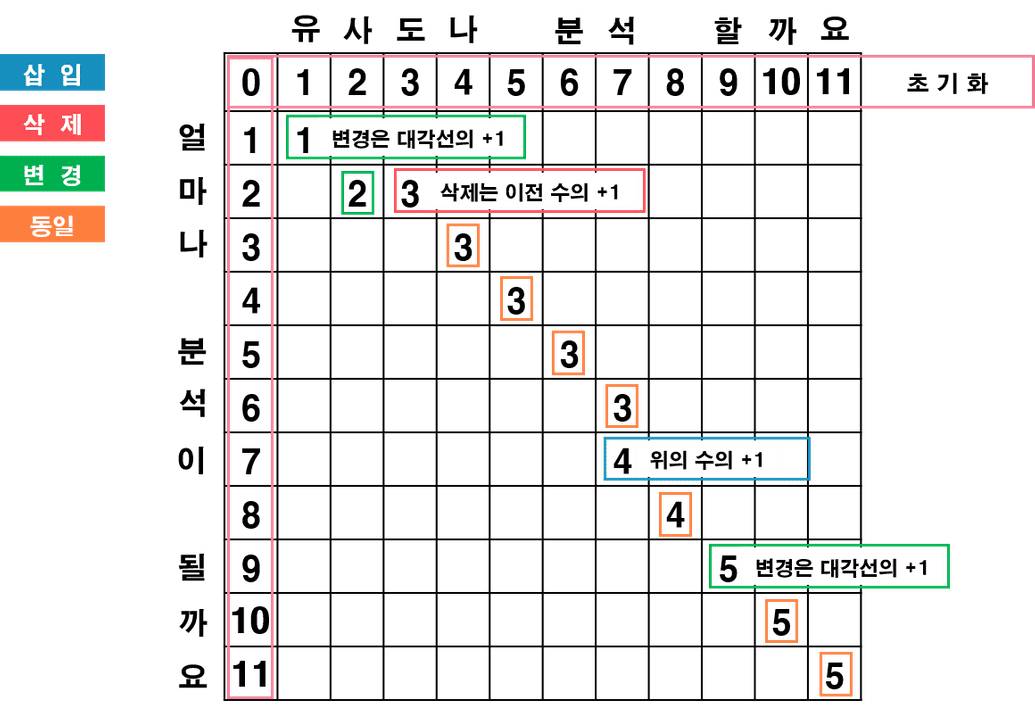 유 사 도 나 분 석 할 까 요
삽 입
삭 제
변 경
동일
0 1 2 3 4 5 6 7 8 9 10 11 초 기 화
얼 1 1 변경은 대각선의 +1
마 2 2 3 삭제는 이전 수의 +1
나 3 3
4 3
분 5 3
석 6 3
이 7 4 위의 수의 +1
8 4
될 9 5 변경은 대각선의 +1
까 10 5
요 11 5